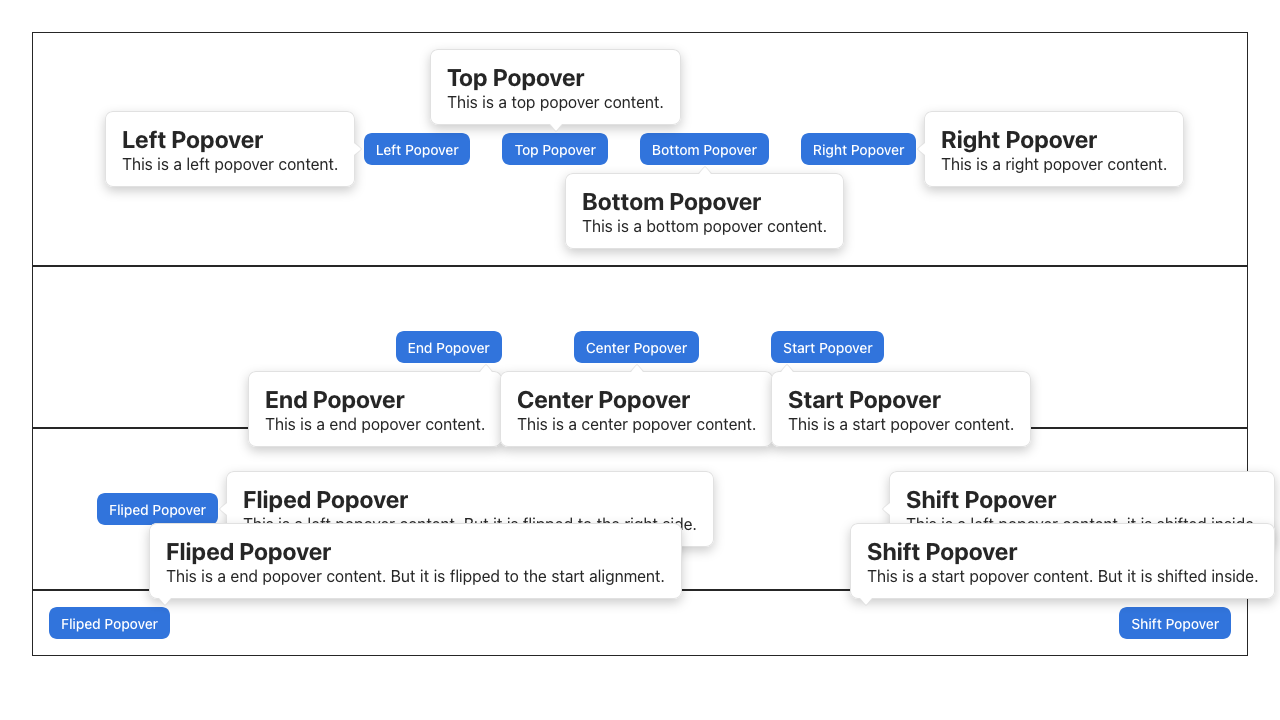 Top Popover
This is a top popover content.
Left Popover
This is a left popover content.
Left Popover
Top Popover
Bottom Popover
Right Popover
Right Popover
This is a right popover content.
Bottom Popover
This is a bottom popover content.
End Popover
Center Popover
Start Popover
End Popover
This is a end popover content.
Center Popover
This is a center popover content.
Start Popover
This is a start popover content.
Fliped Popover
Fliped Popover
This is a left popover content. But it is flipped to the right side.
Shift Popover
This is a left popover content, it is shifted inside.
Fliped Popover
This is a end popover content. But it is flipped to the start alignment.
Shift Popover
This is a start popover content. But it is shifted inside.
Fliped Popover
Shift Popover